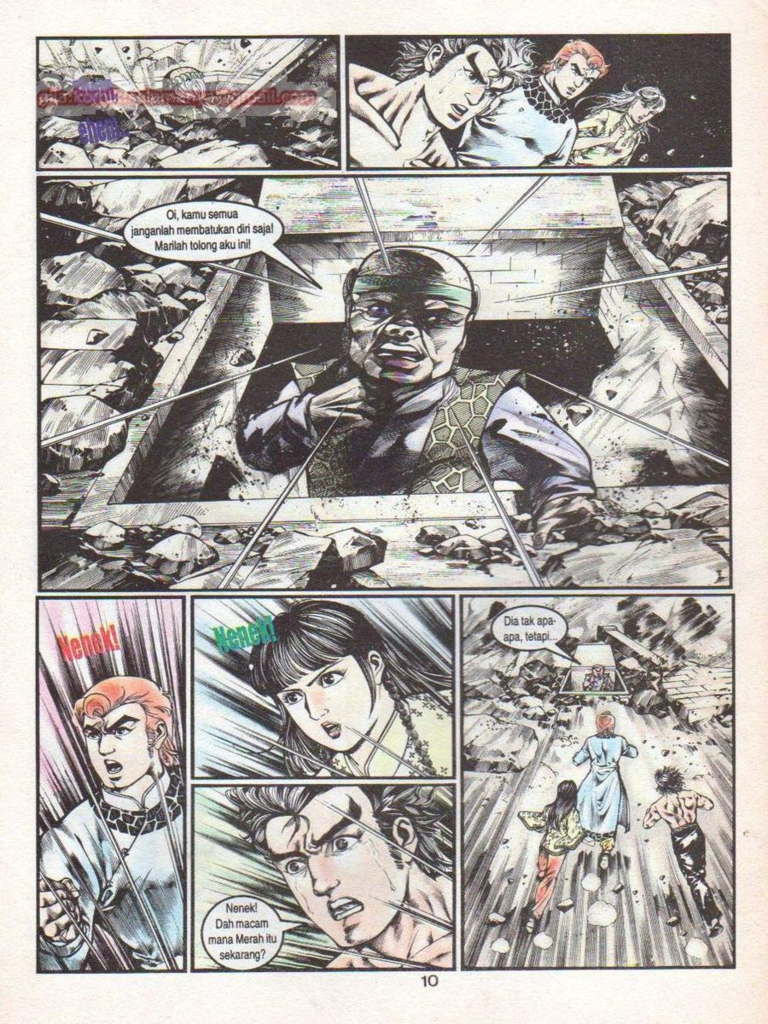 Oi, kamu semua
janganlah membatukan diri saja!
Marilah tolong aku ini!
Nenek!
Nenek!
Nenek!
Dah macam
mana Merah itu
sekarang?
Dia tak apa-
apa, tetapi...
10